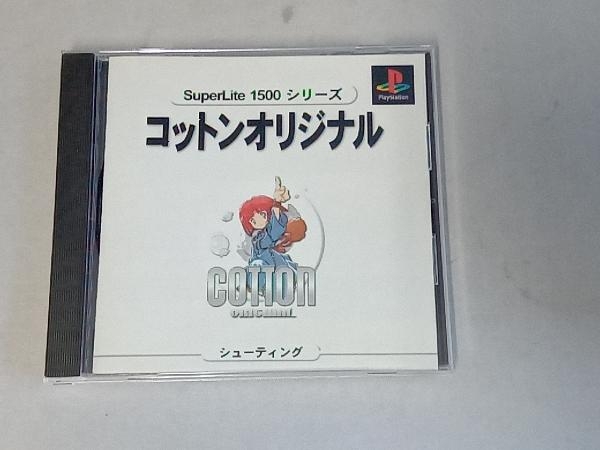 SuperLite 1500 シリーズ
PlayStation
コットンオリジナル
COTTON
ORIGINAL
シューティング